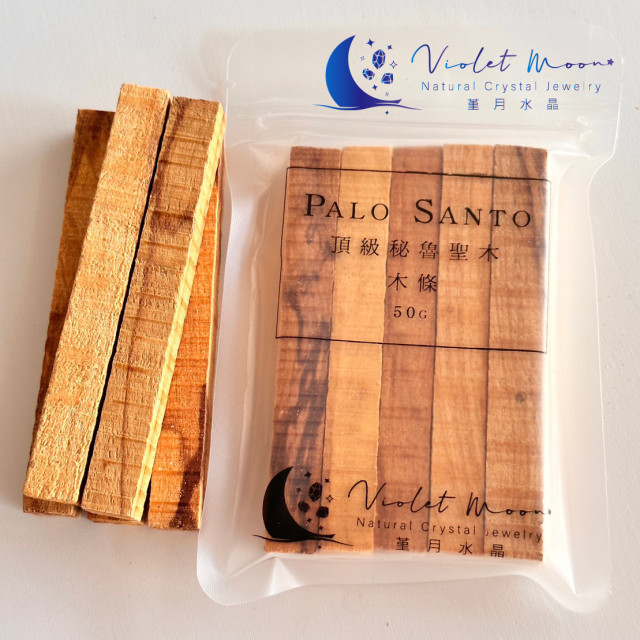 Violet Moon
Natural Crystal Jewelry
堇月水晶
PALO SANTO
頂級秘魯聖木
木條
50G
Violet Moon
Natural Crystal Jewelry
堇月水晶